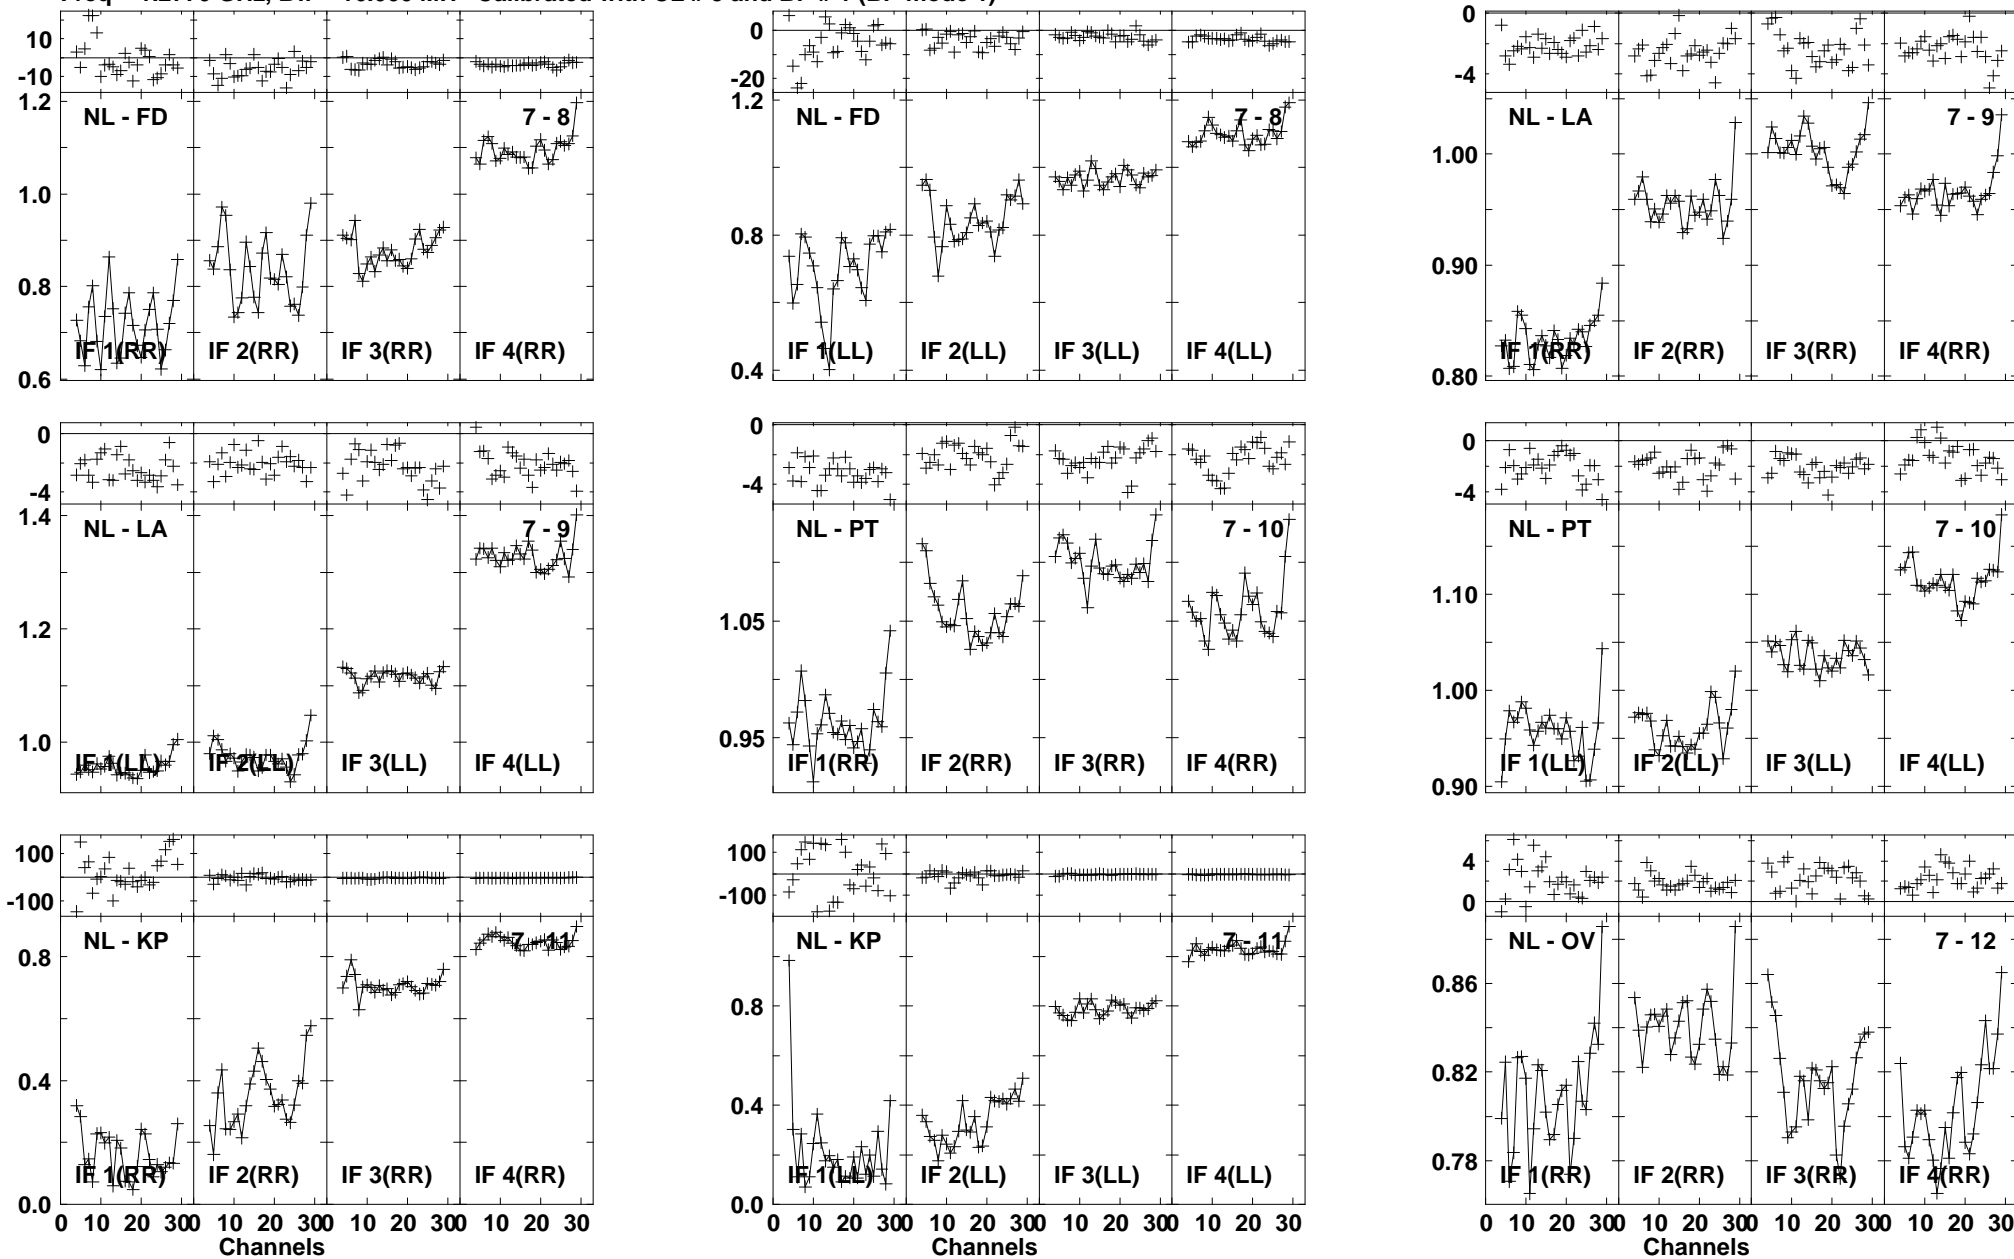 10
-10
1.2
1.0
0.8
0.6
NL - FD
7 - 8
IF 1(RR)
IF 2(RR)
IF 3(RR)
IF 4(RR)
0
-20
1.2
0.8
0.4
NL - FD
7 - 8
IF 1(LL)
IF 2(LL)
IF 3(LL)
IF 4(LL)
0
-4
1.00
0.90
0.80
NL - LA
7 - 9
IF 1(RR)
IF 2(RR)
IF 3(RR)
IF 4(RR)
0
-4
1.4
1.2
1.0
NL - LA
7 - 9
IF 1(LL)
IF 2(LL)
IF 3(LL)
IF 4(LL)
0
-4
1.05
0.95
NL - PT
7 - 10
IF 1(RR)
IF 2(RR)
IF 3(RR)
IF 4(RR)
0
-4
1.10
1.00
0.90
NL - PT
7 - 10
IF 1(LL)
IF 2(LL)
IF 3(LL)
IF 4(LL)
100
-100
0.8
0.4
0.0
NL - KP
7 - 11
IF 1(RR)
IF 2(RR)
IF 3(RR)
IF 4(RR)
0 10 20 30 0 10 20 30 0 10 20 30 0 10 20 30
Channels
100
-100
0.8
0.4
0.0
NL - KP
7 - 11
IF 1(LL)
IF 2(LL)
IF 3(LL)
IF 4(LL)
0 10 20 30 0 10 20 30 0 10 20 30 0 10 20 30
Channels
4
0
0.86
0.82
0.78
NL - OV
7 - 12
IF 1(RR)
IF 2(RR)
IF 3(RR)
IF 4(RR)
0 10 20 30 0 10 20 30 0 10 20 30 0 10 20 30
Channels